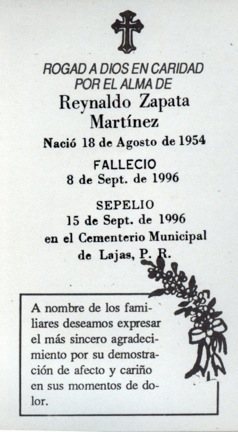 ROGAD A DIOS EN CARIDAD
POR EL ALMA DE
Reynaldo Zapata
Martínez
Nació 18 de Agosto de 1954
FALLECIO
8 de Sept. de 1996
SEPELIO
15 de Sept. de 1996
en el Cementerio Municipal
de Lajas, P. R.
A nombre de los fami-
liares deseamos expresar
el más sincero agradeci-
miento por su demostra-
ción de afecto y cariño
en sus momentos de do-
lor.